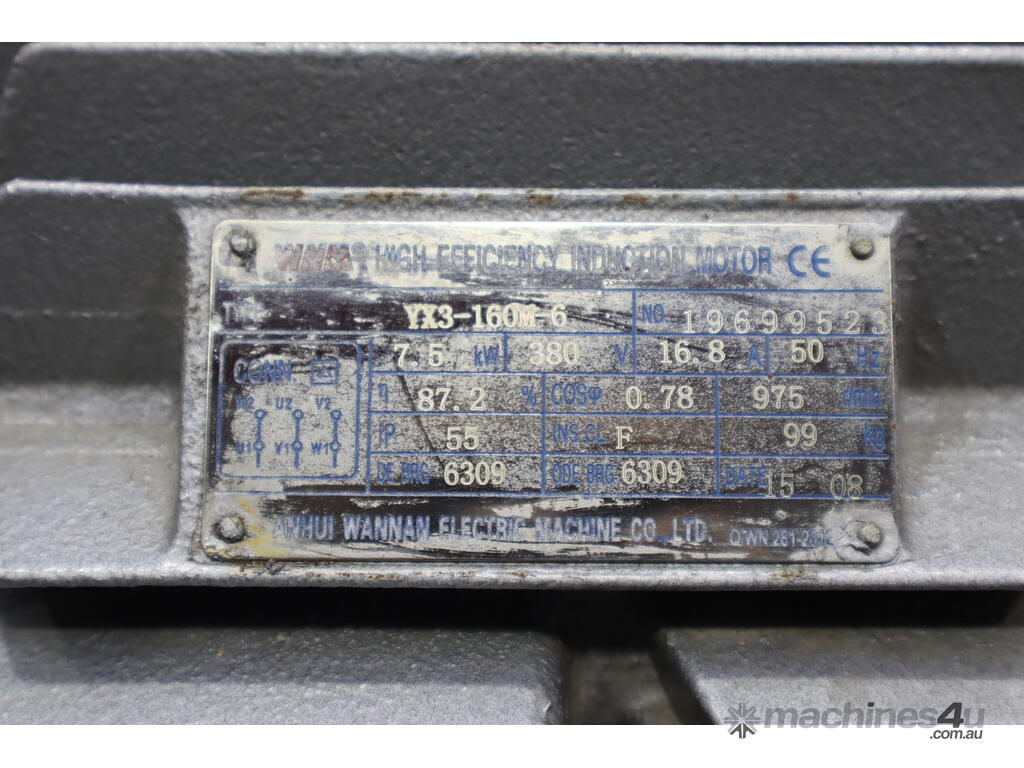 HIGH EFFICIENCY INDUCTION MOTOR CE
YX3-160M-6 NO 19699523
7.5 kW 380 V 16.8 A 50 Hz
CONN △
η 87.2 % COSφ 0.78 975 r/min
W2 U2 V2
IP 55 INS.CL F 99 kg
U1 V1 W1
DE BRG 6309 ODE BRG 6309 DATE 15 08
ANHUI WANNAN ELECTRIC MACHINE CO.,LTD.
machines4u
.com.au